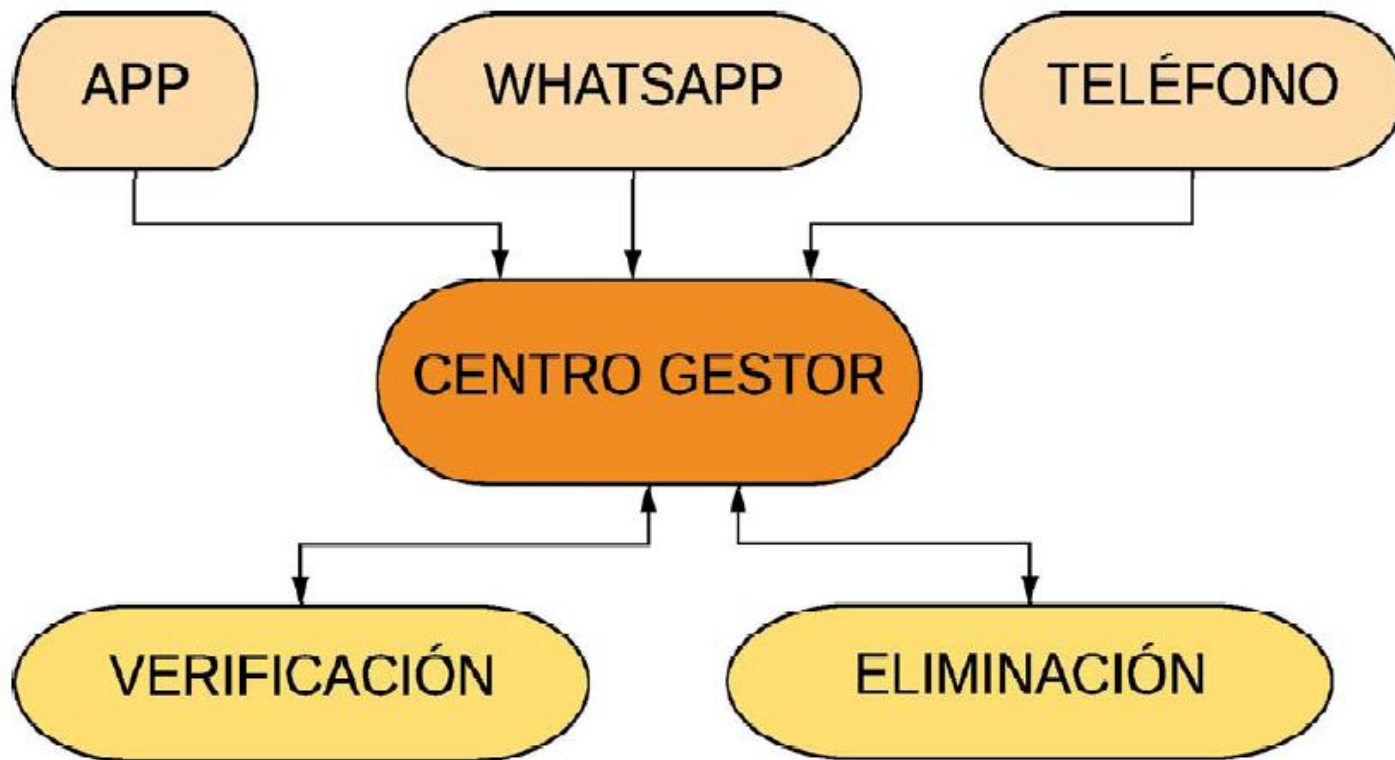 APP
WHATSAPP
TELÉFONO
CENTRO GESTOR
VERIFICACIÓN
ELIMINACIÓN